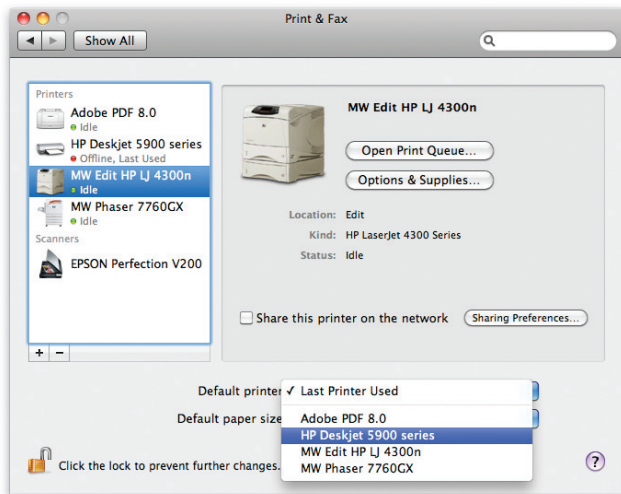 Print & Fax
Show All
Printers
Adobe PDF 8.0
Idle
HP Deskjet 5900 series
Offline, Last Used
MW Edit HP LJ 4300n
Idle
MW Phaser 7760GX
Idle
Scanners
EPSON Perfection V200
+ −
MW Edit HP LJ 4300n
Open Print Queue...
Options & Supplies...
Location: Edit
Kind: HP LaserJet 4300 Series
Status: Idle
Share this printer on the network Sharing Preferences...
Default printer ✓ Last Printer Used
Default paper size
Adobe PDF 8.0
HP Deskjet 5900 series
MW Edit HP LJ 4300n
MW Phaser 7760GX
Click the lock to prevent further changes.
?